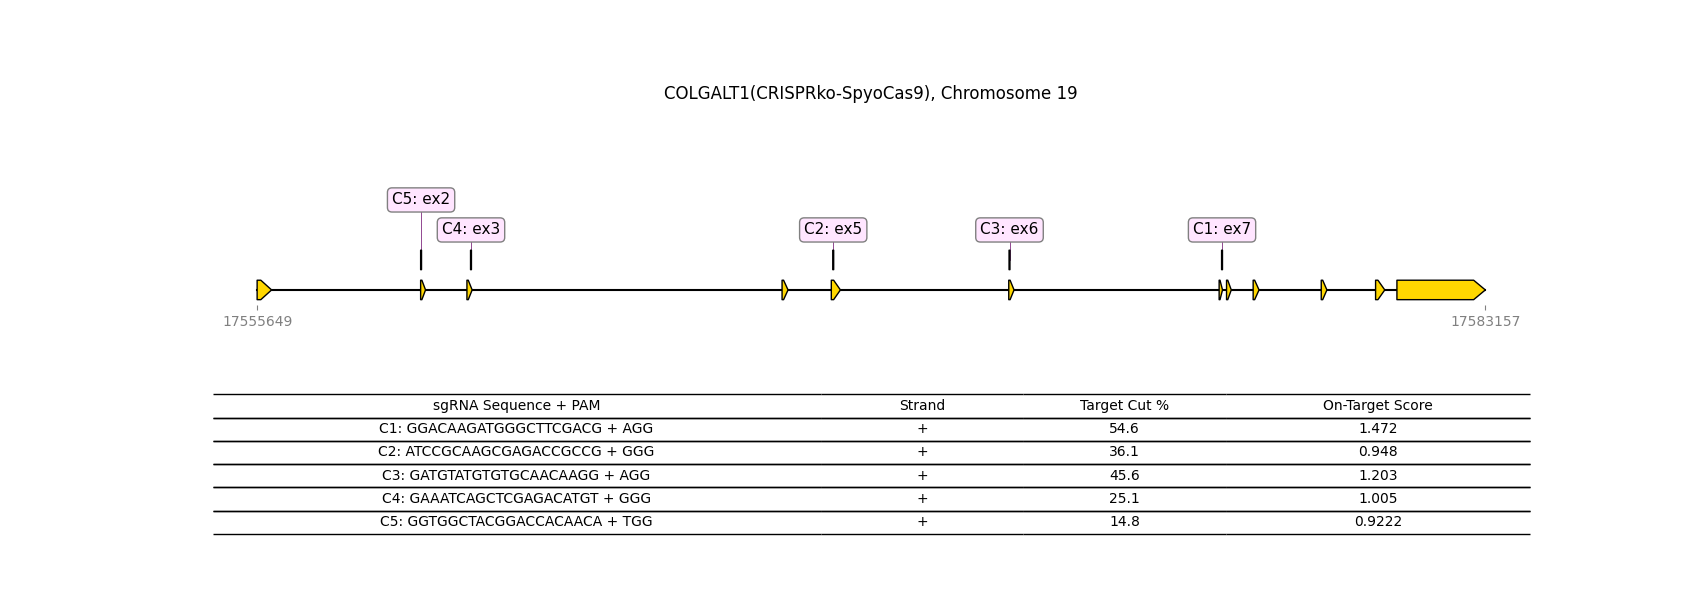 COLGALT1(CRISPRko-SpyoCas9), Chromosome 19
C5: ex2
C4: ex3 C2: ex5 C3: ex6 C1: ex7
17555649 17583157
sgRNA Sequence + PAM Strand Target Cut % On-Target Score
C1: GGACAAGATGGGCTTCGACG + AGG + 54.6 1.472
C2: ATCCGCAAGCGAGACCGCCG + GGG + 36.1 0.948
C3: GATGTATGTGTGCAACAAGG + AGG + 45.6 1.203
C4: GAAATCAGCTCGAGACATGT + GGG + 25.1 1.005
C5: GGTGGCTACGGACCACAACA + TGG + 14.8 0.9222